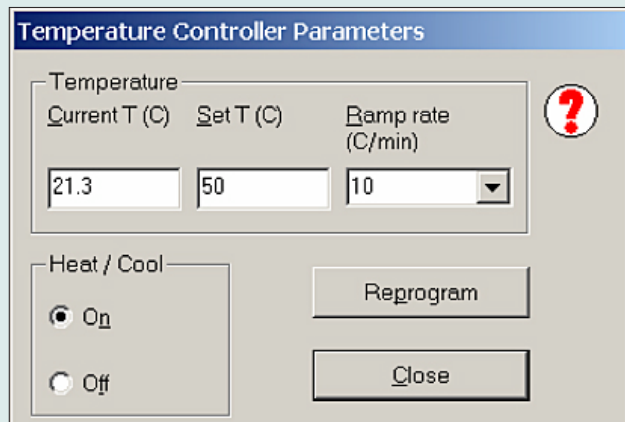 Temperature Controller Parameters
Temperature
Current T (C) Set T (C) Ramp rate
(C/min)
21.3 50 10
?
Heat / Cool
On
Off
Reprogram
Close